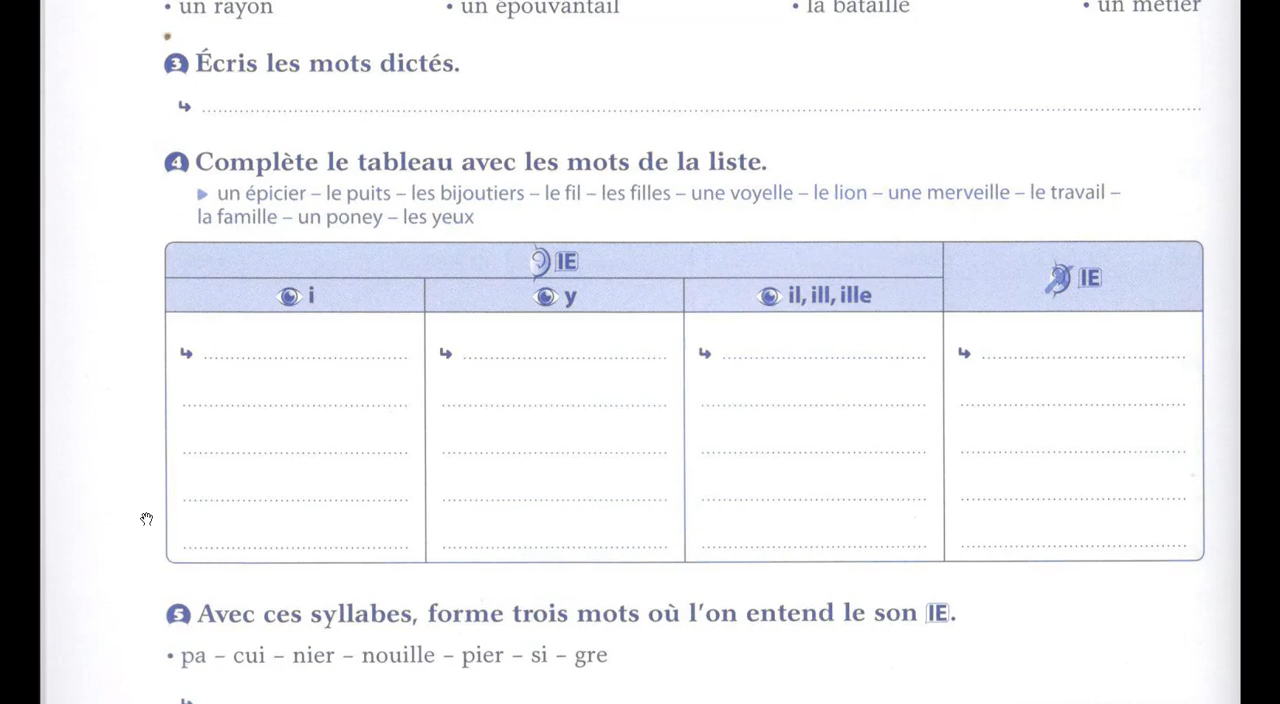 • un rayon • un épouvantail • la bataille • un métier
3 Écris les mots dictés.
4 Complète le tableau avec les mots de la liste.
un épicier – le puits – les bijoutiers – le fil – les filles – une voyelle – le lion – une merveille – le travail –
la famille – un poney – les yeux
IE
IE
i
y
il, ill, ille
5 Avec ces syllabes, forme trois mots où l'on entend le son IE.
• pa – cui – nier – nouille – pier – si – gre